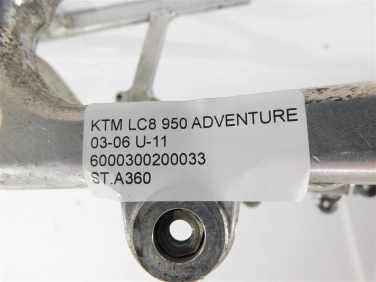 KTM LC8 950 ADVENTURE
03-06 U-11
6000300200033
ST.A360